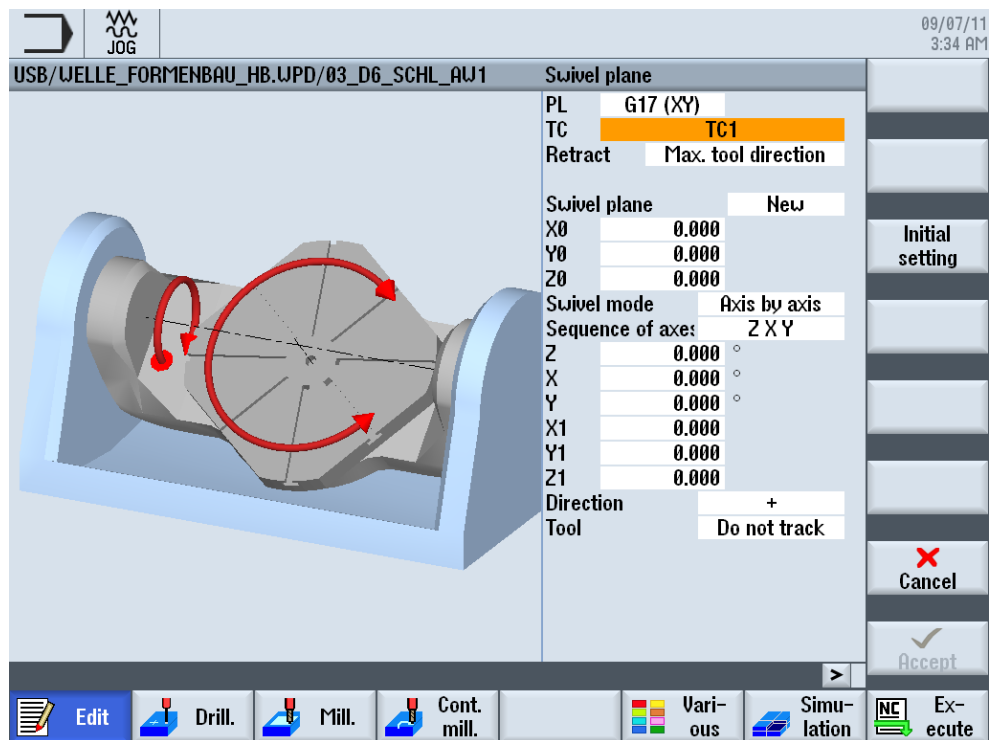 JOG
09/07/11
3:34 AM
USB/WELLE_FORMENBAU_HB.WPD/03_D6_SCHL_AW1
Swivel plane
PL G17 (XY)
TC TC1
Retract Max. tool direction
Swivel plane New
X0 0.000
Y0 0.000
Z0 0.000
Swivel mode Axis by axis
Sequence of axes Z X Y
Z 0.000 °
X 0.000 °
Y 0.000 °
X1 0.000
Y1 0.000
Z1 0.000
Direction +
Tool Do not track
Initial
setting
Cancel
Accept
>
Edit
Drill.
Mill.
Cont.
mill.
Vari-
ous
Simu-
lation
NC
Ex-
ecute